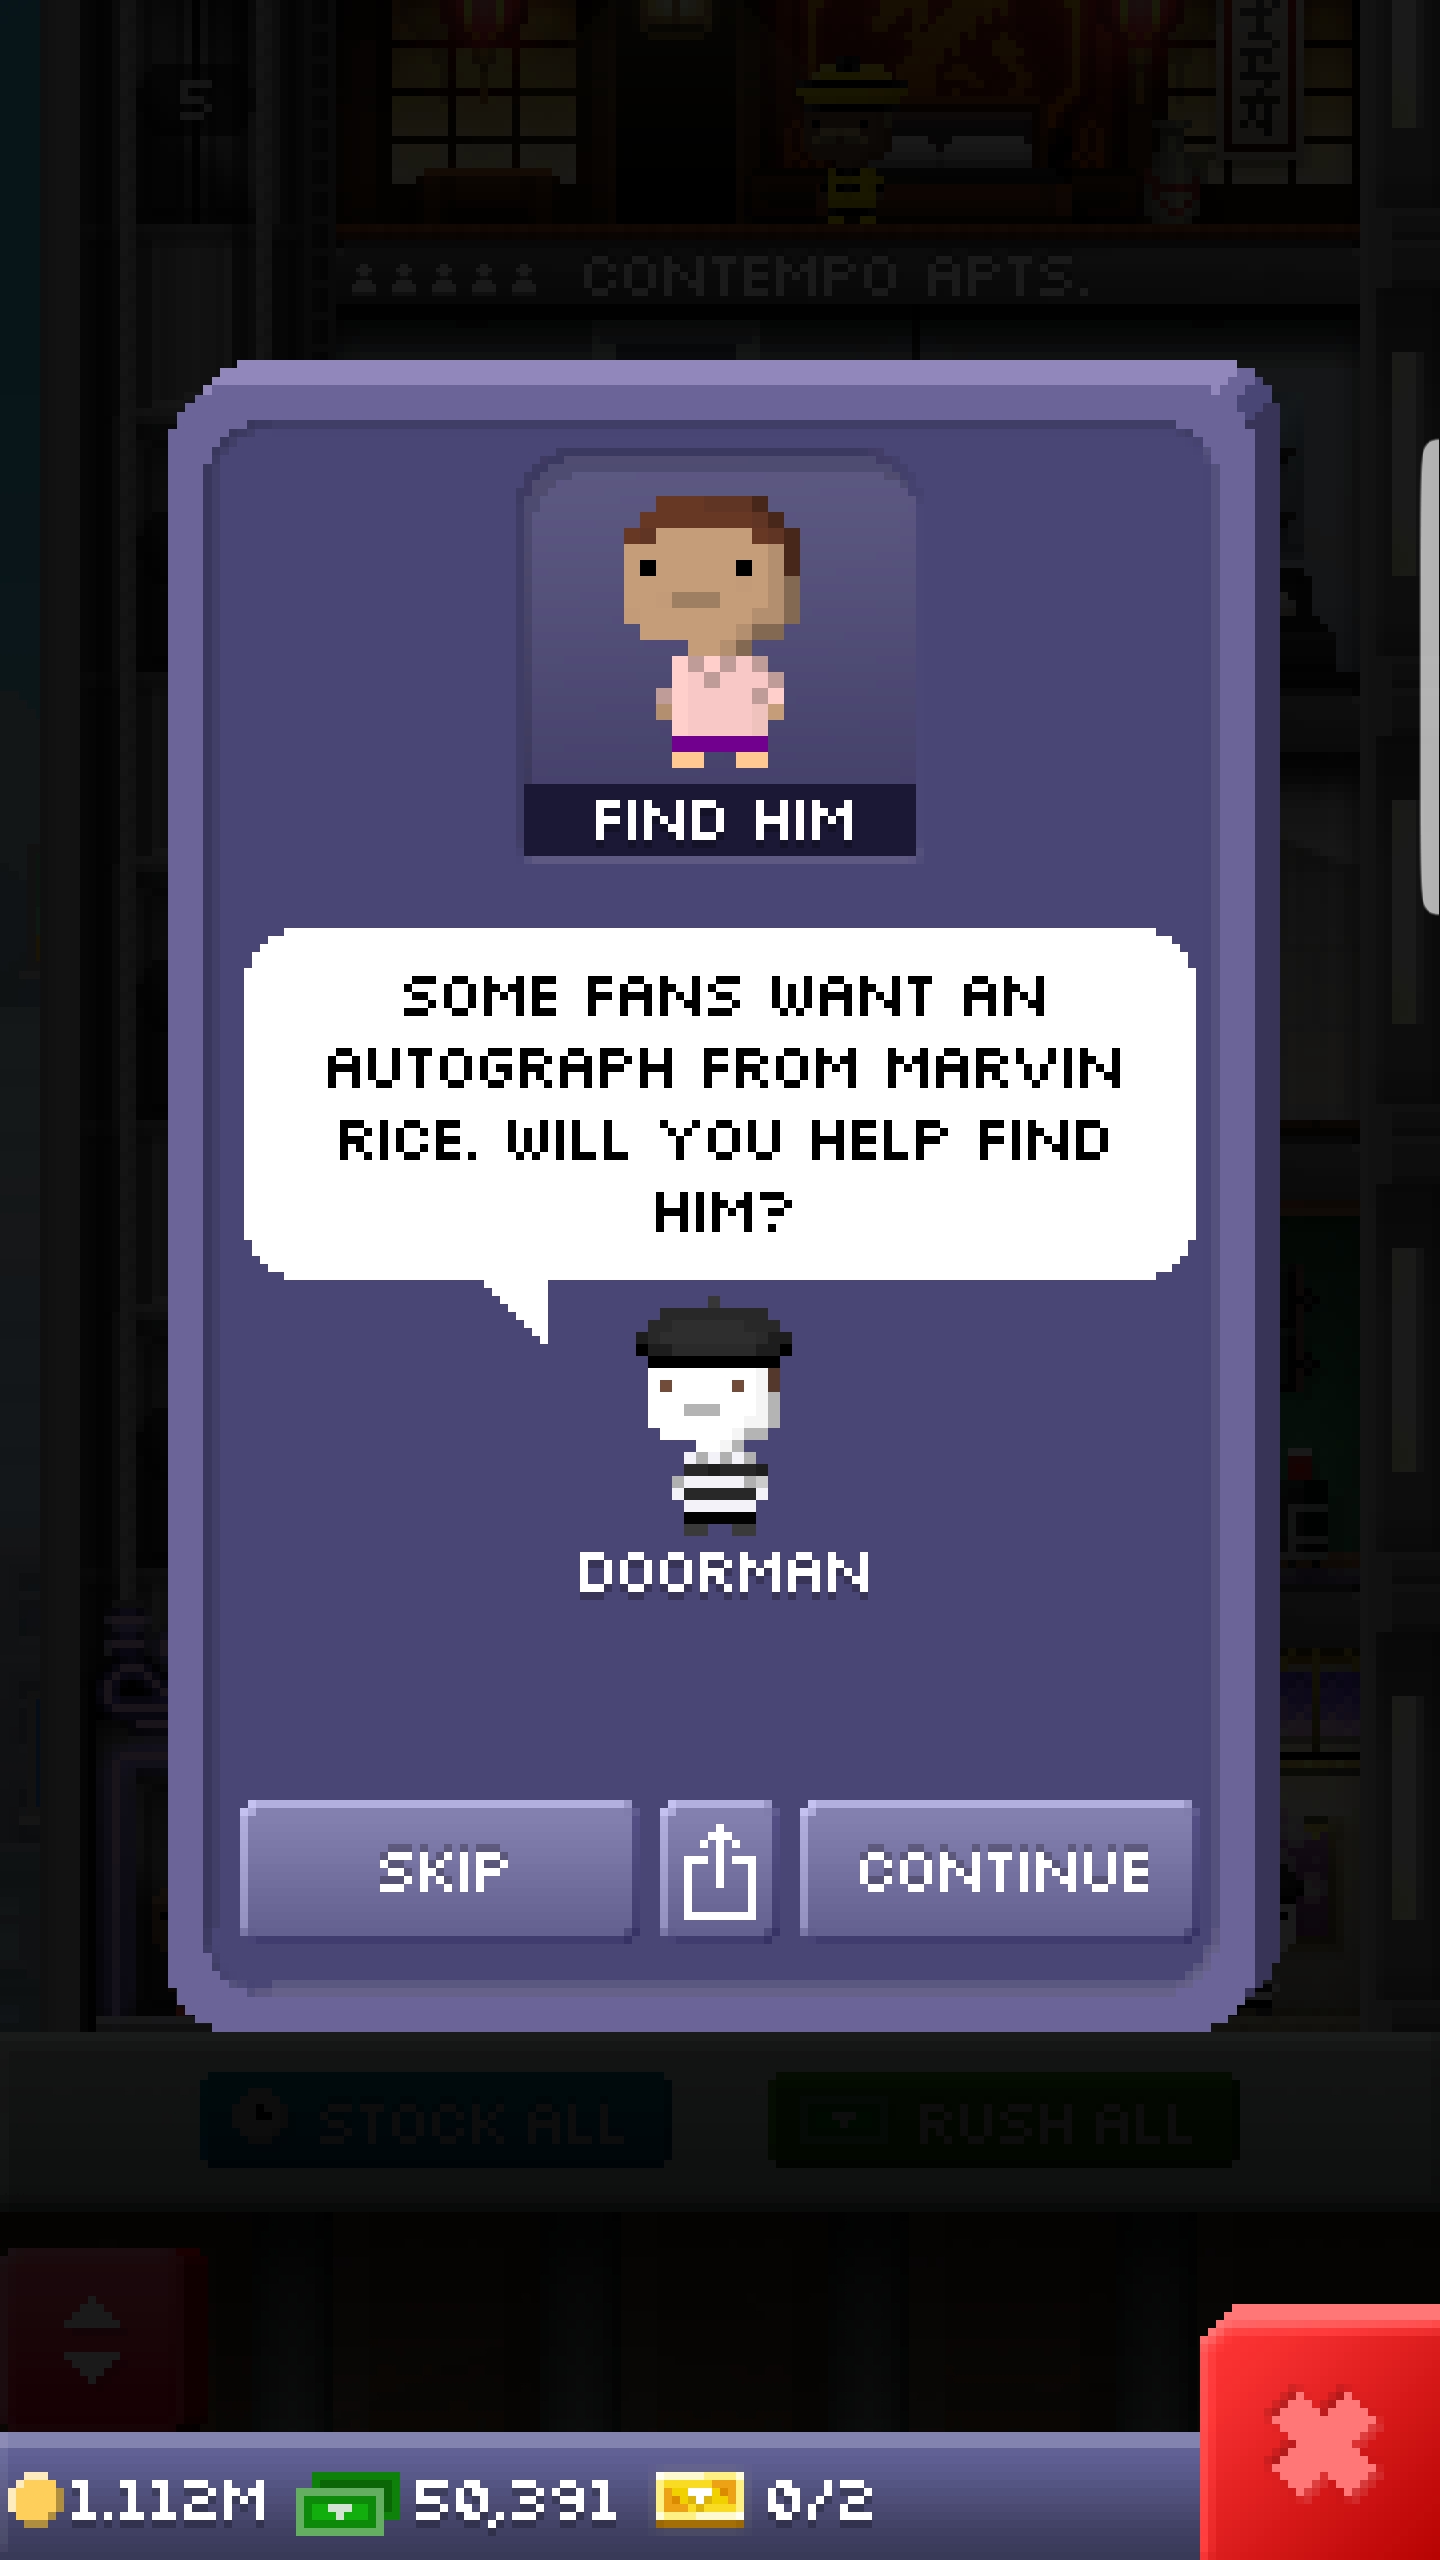 5
CONTEMPO APTS.
FIND HIM
SOME FANS WANT AN
AUTOGRAPH FROM MARVIN
RICE. WILL YOU HELP FIND
HIM?
DOORMAN
SKIP
CONTINUE
STOCK ALL
RUSH ALL
1.112M
50,391
0/2